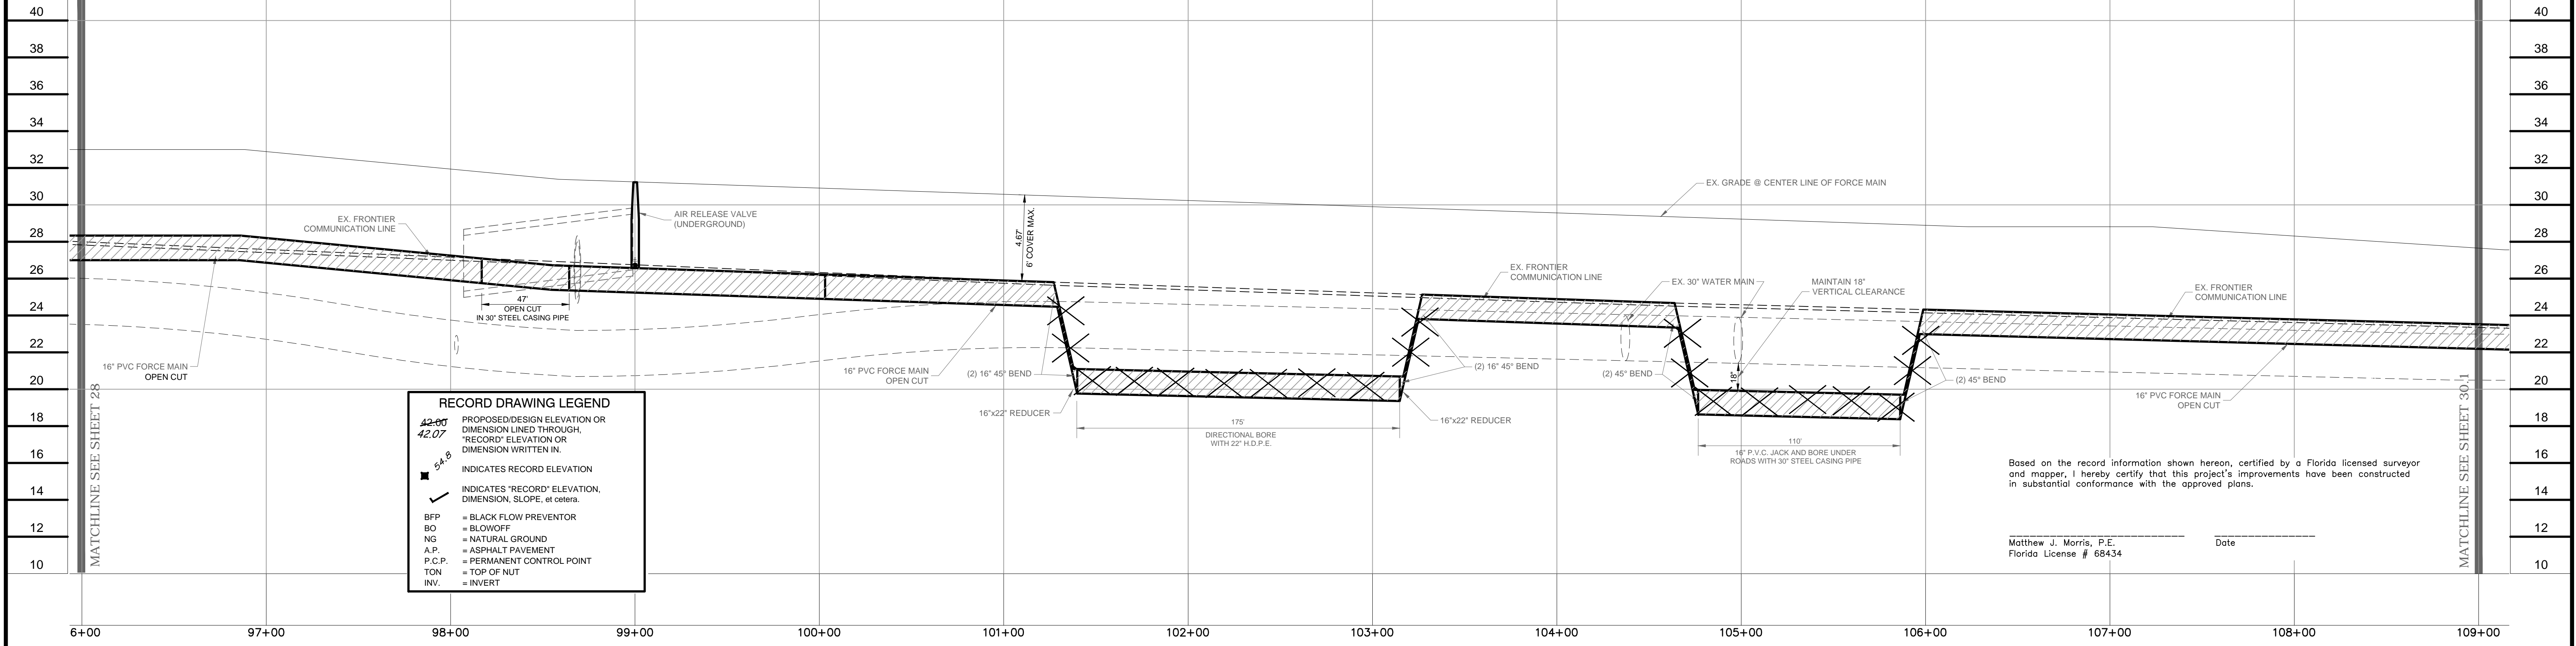 40
38
36
34
32
30
28
26
24
22
20
18
16
14
12
10
MATCHLINE SEE SHEET 28
EX. FRONTIER
COMMUNICATION LINE
16" PVC FORCE MAIN
OPEN CUT
47'
OPEN CUT
IN 30" STEEL CASING PIPE
AIR RELEASE VALVE
(UNDERGROUND)
4.67'
6' COVER MAX.
16" PVC FORCE MAIN
OPEN CUT
(2) 16" 45° BEND
16"x22" REDUCER
175'
DIRECTIONAL BORE
WITH 22" H.D.P.E.
(2) 16" 45° BEND
16"x22" REDUCER
EX. FRONTIER
COMMUNICATION LINE
EX. 30" WATER MAIN
EX. GRADE @ CENTER LINE OF FORCE MAIN
MAINTAIN 18"
VERTICAL CLEARANCE
(2) 45° BEND
18"
110'
16" P.V.C. JACK AND BORE UNDER
ROADS WITH 30" STEEL CASING PIPE
(2) 45° BEND
EX. FRONTIER
COMMUNICATION LINE
16" PVC FORCE MAIN
OPEN CUT
RECORD DRAWING LEGEND
42.00
42.07
PROPOSED/DESIGN ELEVATION OR
DIMENSION LINED THROUGH,
"RECORD" ELEVATION OR
DIMENSION WRITTEN IN.
54.8
INDICATES RECORD ELEVATION
INDICATES "RECORD" ELEVATION,
DIMENSION, SLOPE, et cetera.
BFP = BLACK FLOW PREVENTOR
BO = BLOWOFF
NG = NATURAL GROUND
A.P. = ASPHALT PAVEMENT
P.C.P. = PERMANENT CONTROL POINT
TON = TOP OF NUT
INV. = INVERT
Based on the record information shown hereon, certified by a Florida licensed surveyor
and mapper, I hereby certify that this project's improvements have been constructed
in substantial conformance with the approved plans.
Matthew J. Morris, P.E. Date
Florida License # 68434
MATCHLINE SEE SHEET 30.1
40
38
36
34
32
30
28
26
24
22
20
18
16
14
12
10
6+00 97+00 98+00 99+00 100+00 101+00 102+00 103+00 104+00 105+00 106+00 107+00 108+00 109+00